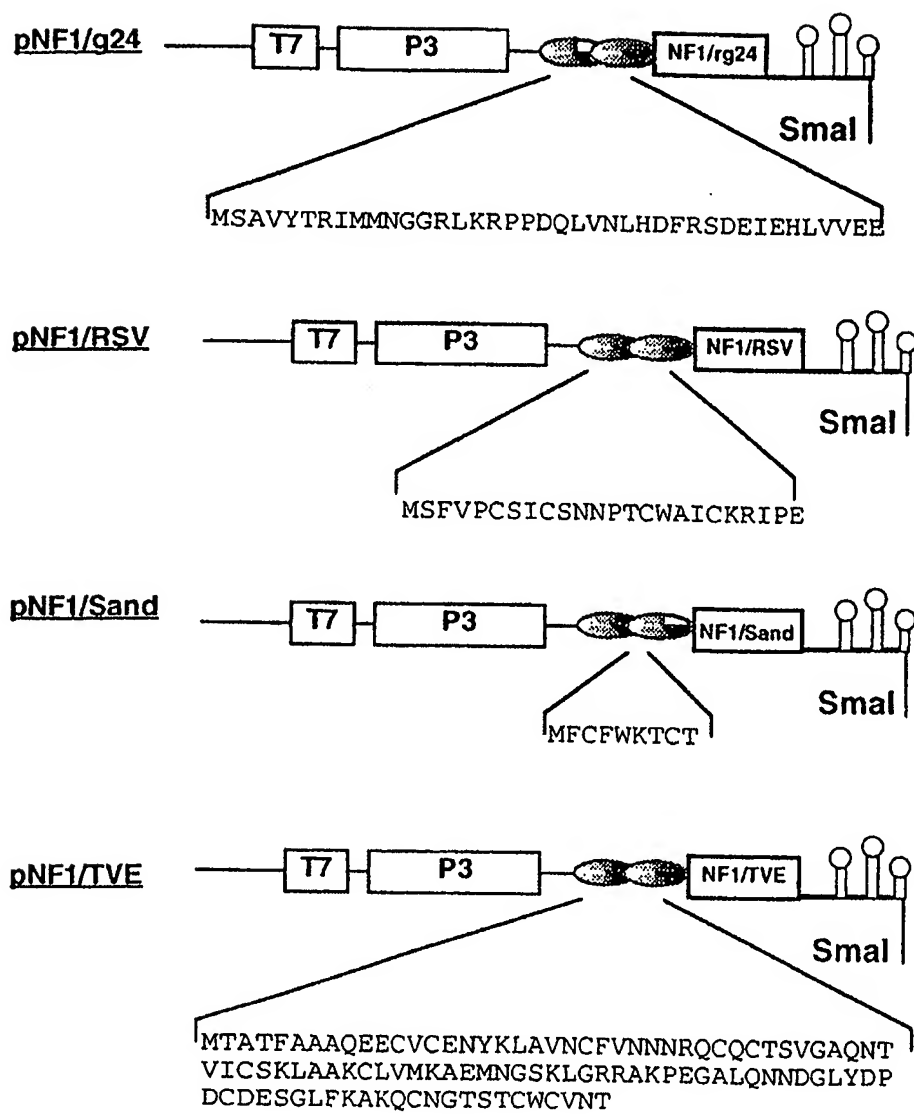 pNF1/g24
T7 P3 NF1/rg24
SmaI
MSAVYTRIMMNGGRLKRPPDQLVNLHDFRSDEIEHLVVEE
pNF1/RSV
T7 P3 NF1/RSV
SmaI
MSFVPCSICSNNPTCWAICKRIPE
pNF1/Sand
T7 P3 NF1/Sand
SmaI
MFCFWKTCT
pNF1/TVE
T7 P3 NF1/TVE
SmaI
MTATFAAAQEECVCENYKLAVNCFVNNNRQCQCTSVGAQNT
VICSKLAAKCLVMKAEMNGSKLGRRAKPEGALQNNDGLYDP
DCDESGLFKAKQCNGTSTCWCVNT